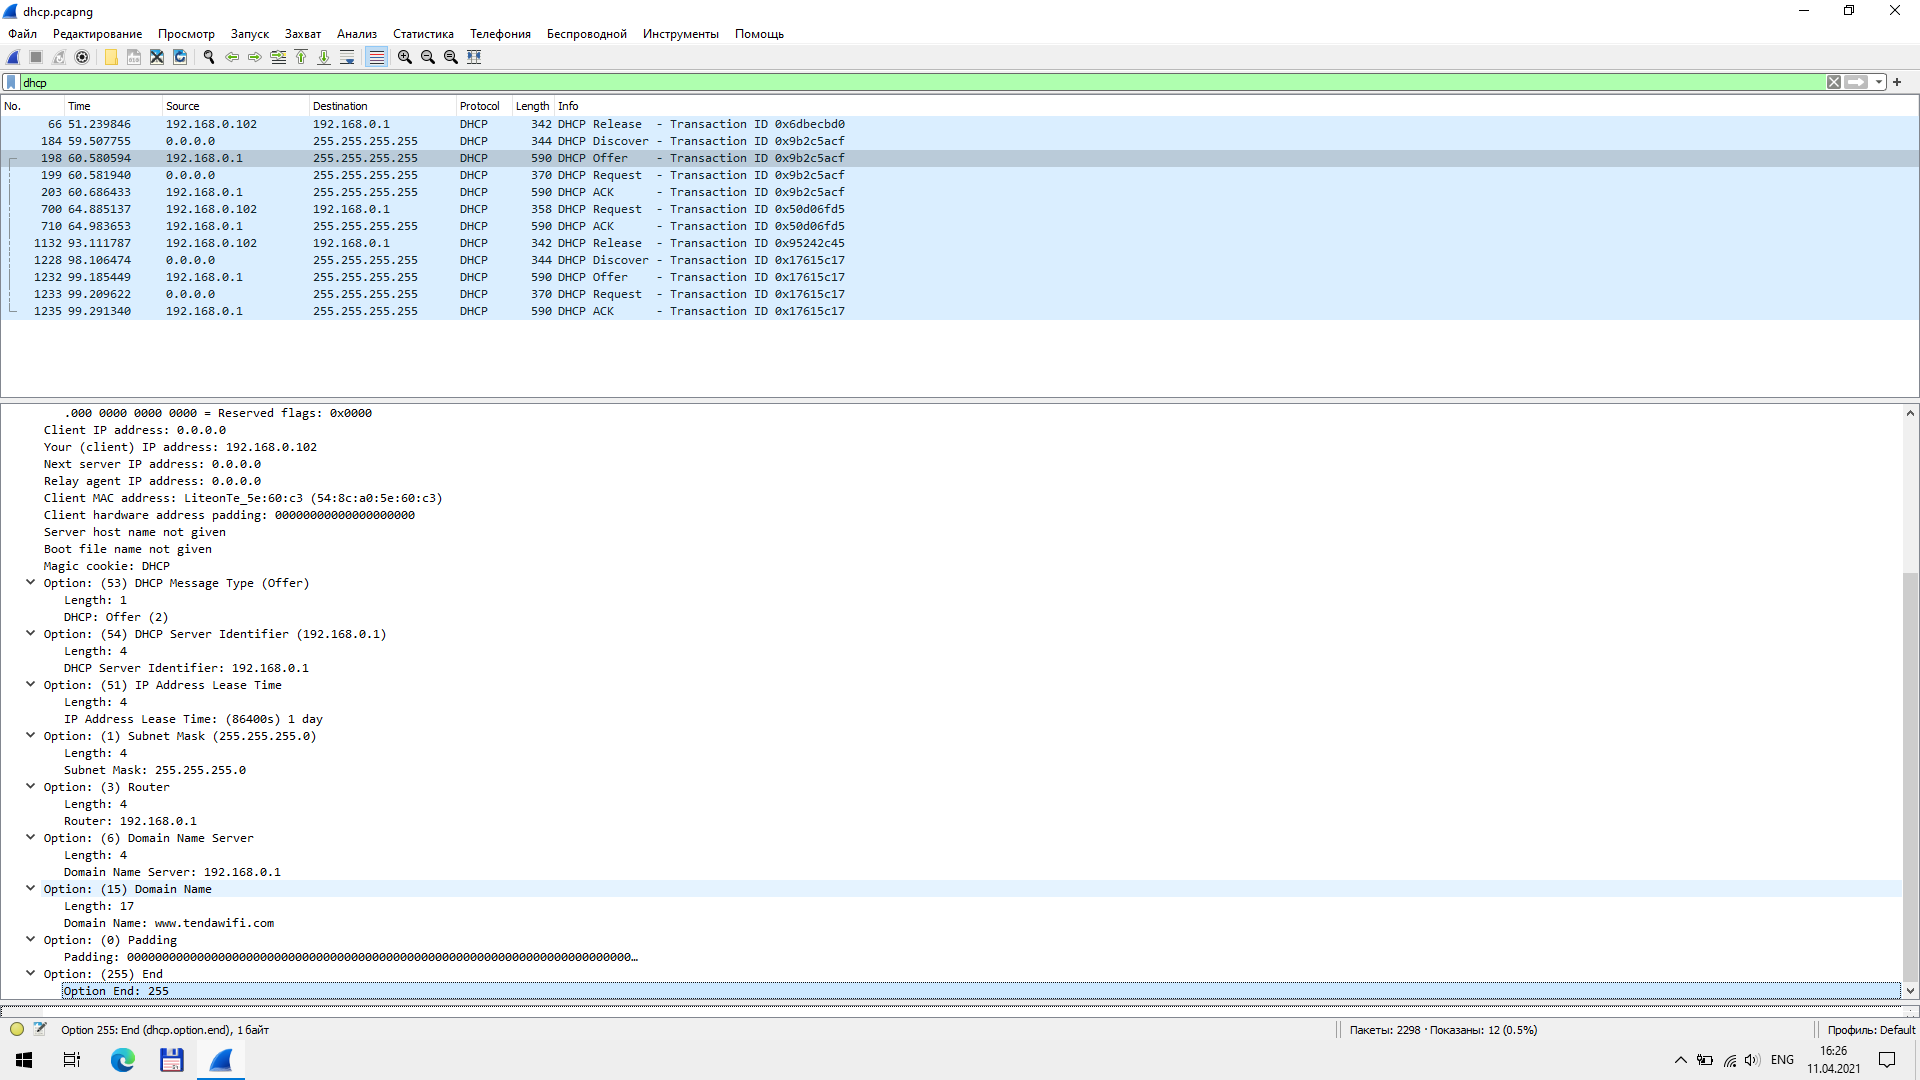 dhcp.pcapng
Файл Редактирование Просмотр Запуск Захват Анализ Статистика Телефония Беспроводной Инструменты Помощь
dhcp
No. Time Source Destination Protocol Length Info
66 51.239846 192.168.0.102 192.168.0.1 DHCP 342 DHCP Release - Transaction ID 0x6dbecbd0
184 59.507755 0.0.0.0 255.255.255.255 DHCP 344 DHCP Discover - Transaction ID 0x9b2c5acf
198 60.580594 192.168.0.1 255.255.255.255 DHCP 590 DHCP Offer - Transaction ID 0x9b2c5acf
199 60.581940 0.0.0.0 255.255.255.255 DHCP 370 DHCP Request - Transaction ID 0x9b2c5acf
203 60.686433 192.168.0.1 255.255.255.255 DHCP 590 DHCP ACK - Transaction ID 0x9b2c5acf
700 64.885137 192.168.0.102 192.168.0.1 DHCP 358 DHCP Request - Transaction ID 0x50d06fd5
710 64.983653 192.168.0.1 255.255.255.255 DHCP 590 DHCP ACK - Transaction ID 0x50d06fd5
1132 93.111787 192.168.0.102 192.168.0.1 DHCP 342 DHCP Release - Transaction ID 0x95242c45
1228 98.106474 0.0.0.0 255.255.255.255 DHCP 344 DHCP Discover - Transaction ID 0x17615c17
1232 99.185449 192.168.0.1 255.255.255.255 DHCP 590 DHCP Offer - Transaction ID 0x17615c17
1233 99.209622 0.0.0.0 255.255.255.255 DHCP 370 DHCP Request - Transaction ID 0x17615c17
1235 99.291340 192.168.0.1 255.255.255.255 DHCP 590 DHCP ACK - Transaction ID 0x17615c17
.000 0000 0000 0000 = Reserved flags: 0x0000
Client IP address: 0.0.0.0
Your (client) IP address: 192.168.0.102
Next server IP address: 0.0.0.0
Relay agent IP address: 0.0.0.0
Client MAC address: LiteonTe_5e:60:c3 (54:8c:a0:5e:60:c3)
Client hardware address padding: 00000000000000000000
Server host name not given
Boot file name not given
Magic cookie: DHCP
Option: (53) DHCP Message Type (Offer)
Length: 1
DHCP: Offer (2)
Option: (54) DHCP Server Identifier (192.168.0.1)
Length: 4
DHCP Server Identifier: 192.168.0.1
Option: (51) IP Address Lease Time
Length: 4
IP Address Lease Time: (86400s) 1 day
Option: (1) Subnet Mask (255.255.255.0)
Length: 4
Subnet Mask: 255.255.255.0
Option: (3) Router
Length: 4
Router: 192.168.0.1
Option: (6) Domain Name Server
Length: 4
Domain Name Server: 192.168.0.1
Option: (15) Domain Name
Length: 17
Domain Name: www.tendawifi.com
Option: (0) Padding
Padding: 000000000000000000000000000000000000000000000000000000000000000000000000…
Option: (255) End
Option End: 255
Option 255: End (dhcp.option.end), 1 байт
Пакеты: 2298 · Показаны: 12 (0.5%)
Профиль: Default
ENG
16:26
11.04.2021